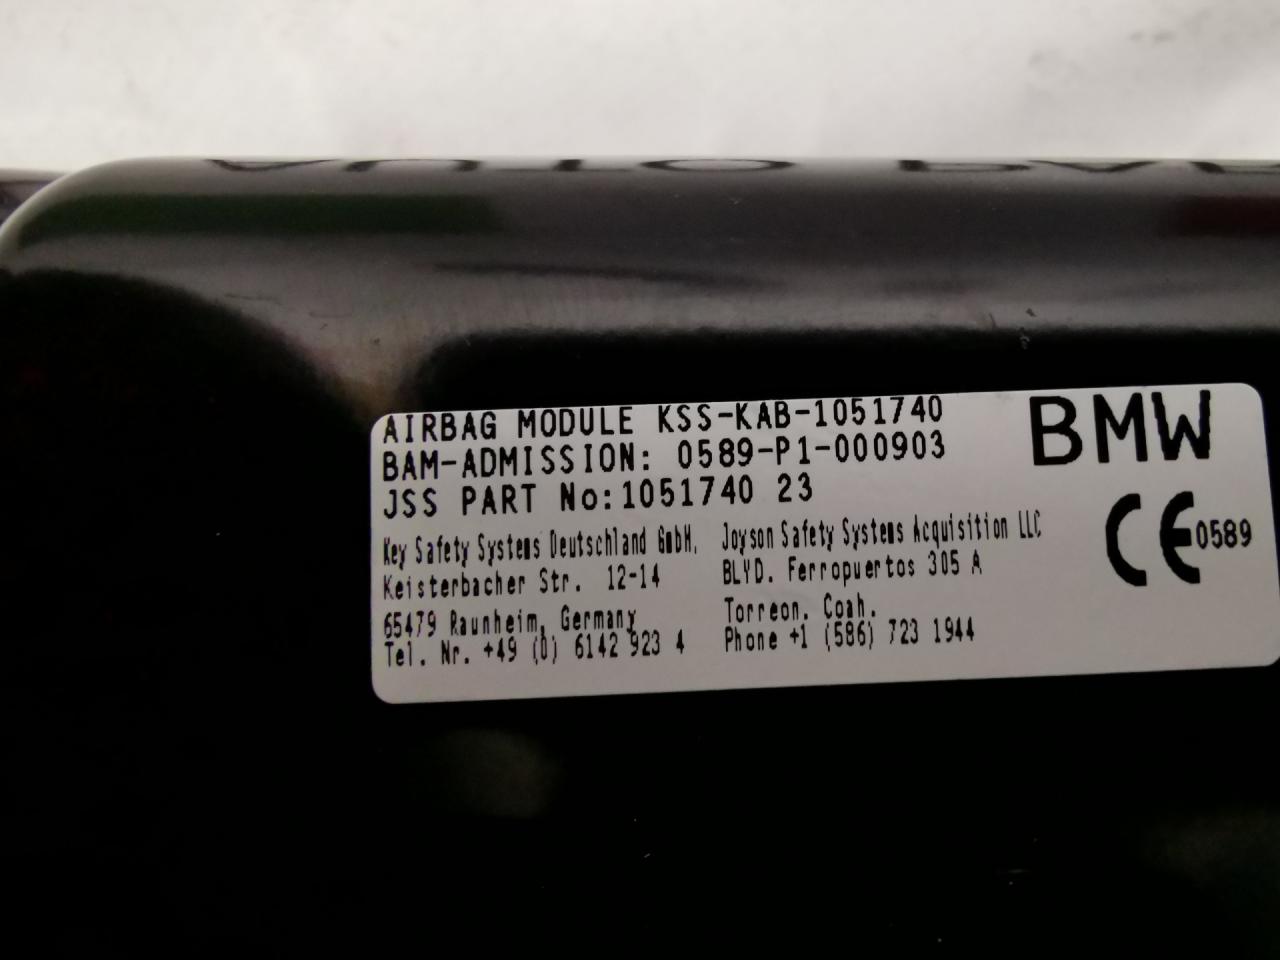 AIRBAG MODULE KSS-KAB-1051740
BAM-ADMISSION: 0589-P1-000903
JSS PART No:1051740 23
BMW
CE 0589
Key Safety Systems Deutschland GmbH.
Keisterbacher Str. 12-14
65479 Raunheim, Germany
Tel. Nr. +49 (0) 6142 923 4
Joyson Safety Systems Acquisition LLC
BLVD. Ferropuertos 305 A
Torreon, Coah.
Phone +1 (586) 723 1944